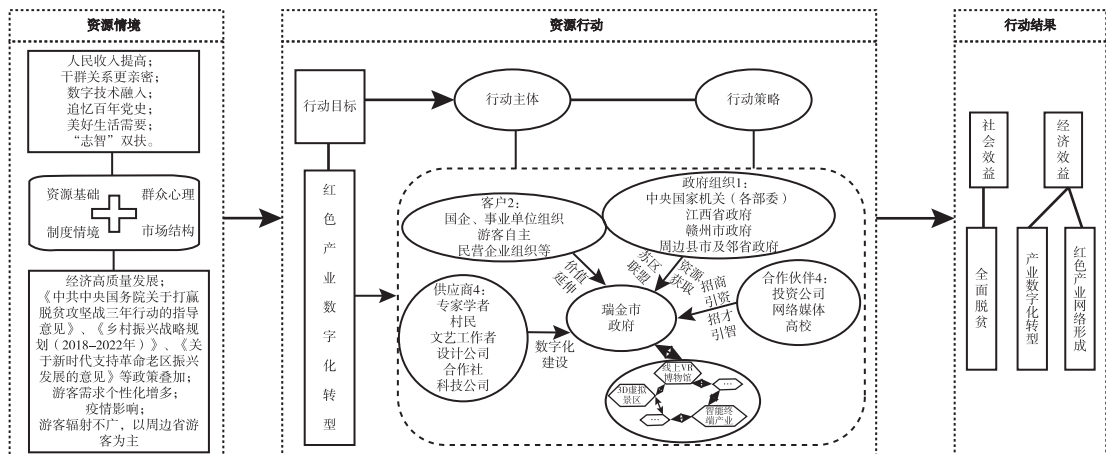 资源情境
人民收入提高；
干群关系更亲密；
数字技术融入；
追忆百年党史；
美好生活需要；
“志智”双扶。
资源基础 群众心理
制度情境 市场结构
经济高质量发展；
《中共中央国务院关于打赢
脱贫攻坚战三年行动的指导
意见》、《乡村振兴战略规
划（2018–2022年）》、《关
于新时代支持革命老区振兴
发展的意见》等政策叠加；
游客需求个性化增多；
疫情影响；
游客辐射不广，以周边省游
客为主
资源行动
行动目标
行动主体
行动策略
红色产业数字化转型
客户2：
国企、事业单位组织
游客自主
民营企业组织等
政府组织1：
中央国家机关（各部委）
江西省政府
赣州市政府
周边县市及邻省政府
价值
延伸
苏区
联盟
资源
获取
招商
引资
招才
引智
供应商4：
专家学者
村民
文艺工作者
设计公司
合作社
科技公司
数字化
建设
瑞金市
政府
合作伙伴4：
投资公司
网络媒体
高校
线上VR
博物馆
3D虚拟
景区
…
…
智能终
端产业
行动结果
社会效益
经济效益
全面脱贫
产业数字化转型
红色产业网络形成